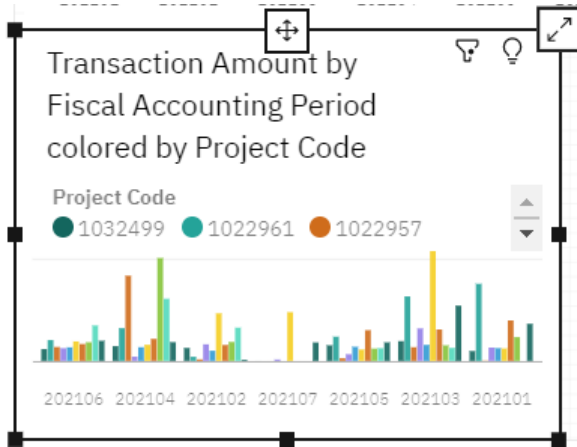 Transaction Amount by
Fiscal Accounting Period
colored by Project Code
Project Code
1032499 1022961 1022957
202106 202104 202102 202107 202105 202103 202101